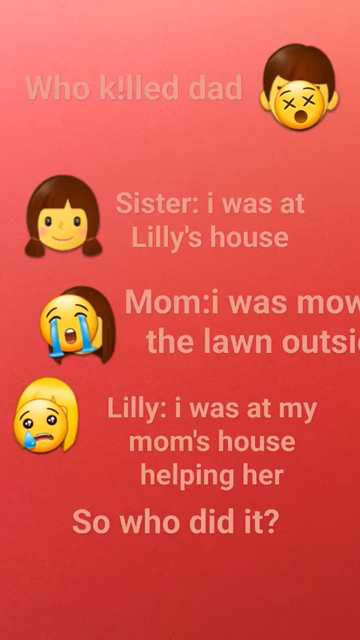 Who k!lled dad
Sister: i was at
Lilly's house
Mom:i was mow
the lawn outsi
Lilly: i was at my
mom's house
helping her
So who did it?